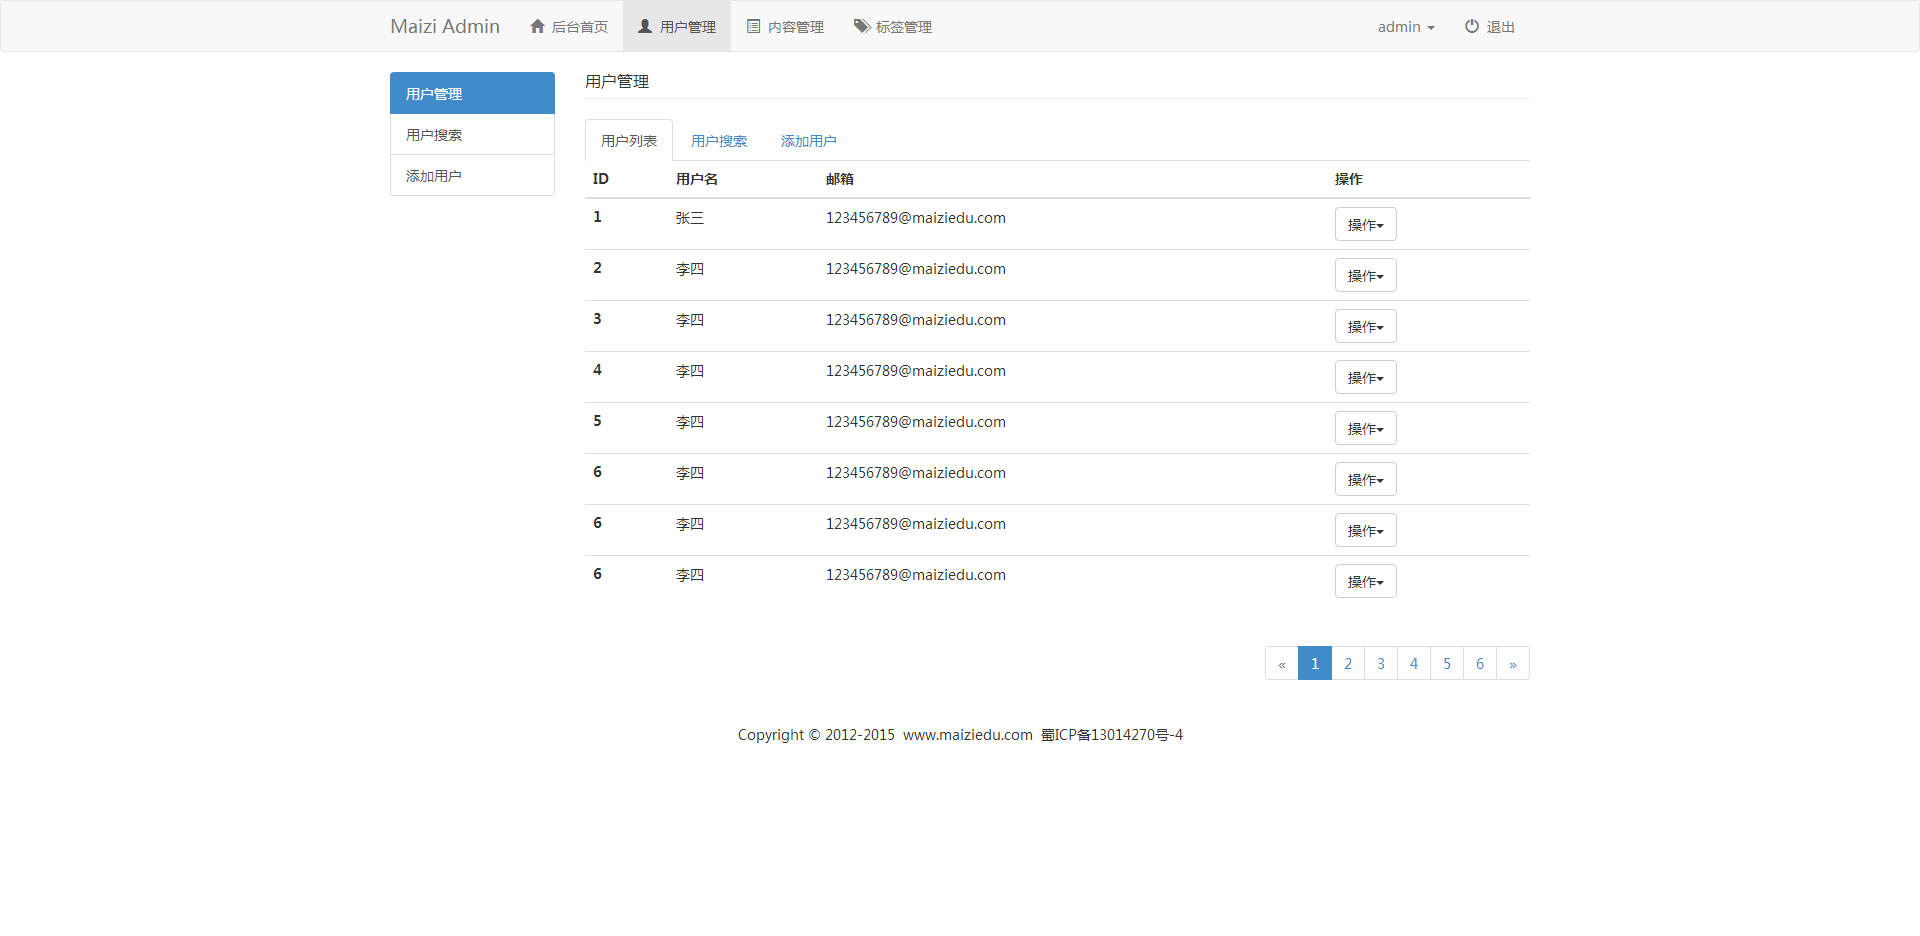 Maizi Admin 后台首页 用户管理 内容管理 标签管理 admin 退出
用户管理
用户搜索
添加用户
用户管理
用户列表 用户搜索 添加用户
ID 用户名 邮箱 操作
1 张三 123456789@maiziedu.com 操作
2 李四 123456789@maiziedu.com 操作
3 李四 123456789@maiziedu.com 操作
4 李四 123456789@maiziedu.com 操作
5 李四 123456789@maiziedu.com 操作
6 李四 123456789@maiziedu.com 操作
6 李四 123456789@maiziedu.com 操作
6 李四 123456789@maiziedu.com 操作
« 1 2 3 4 5 6 »
Copyright © 2012-2015 www.maiziedu.com 蜀ICP备13014270号-4